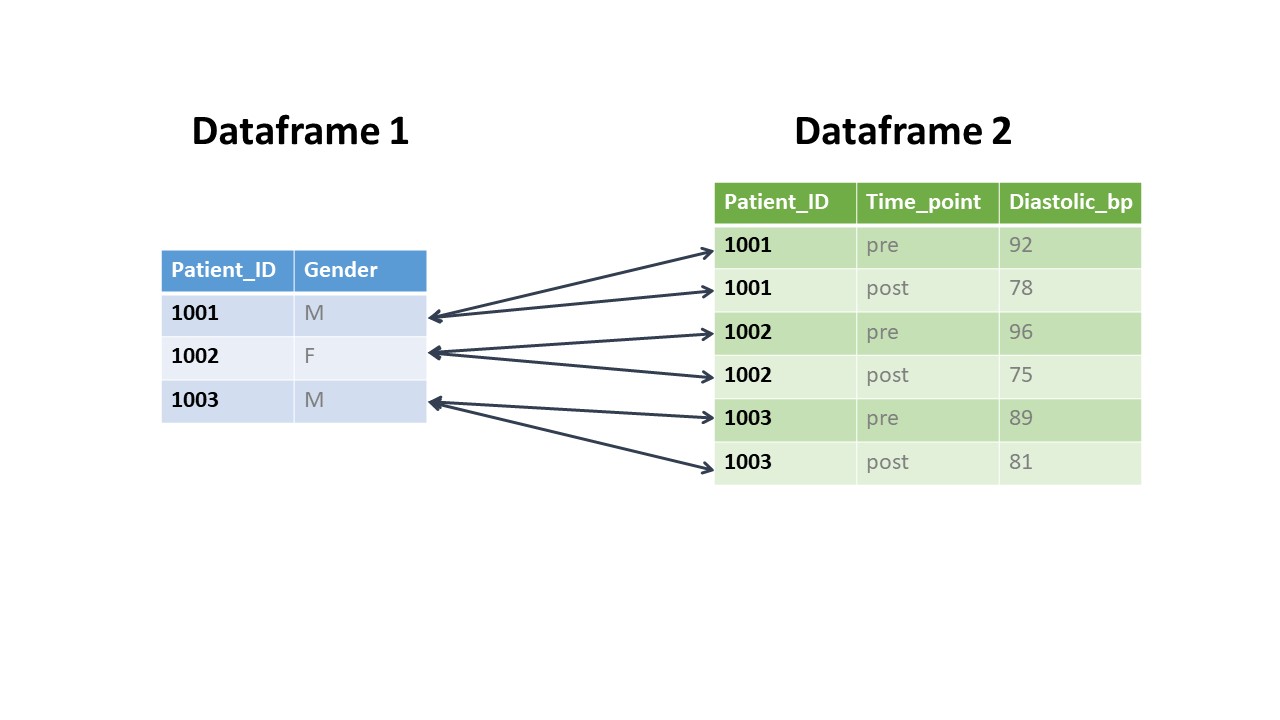 Dataframe 1
Patient_ID Gender
1001 M
1002 F
1003 M
Dataframe 2
Patient_ID Time_point Diastolic_bp
1001 pre 92
1001 post 78
1002 pre 96
1002 post 75
1003 pre 89
1003 post 81